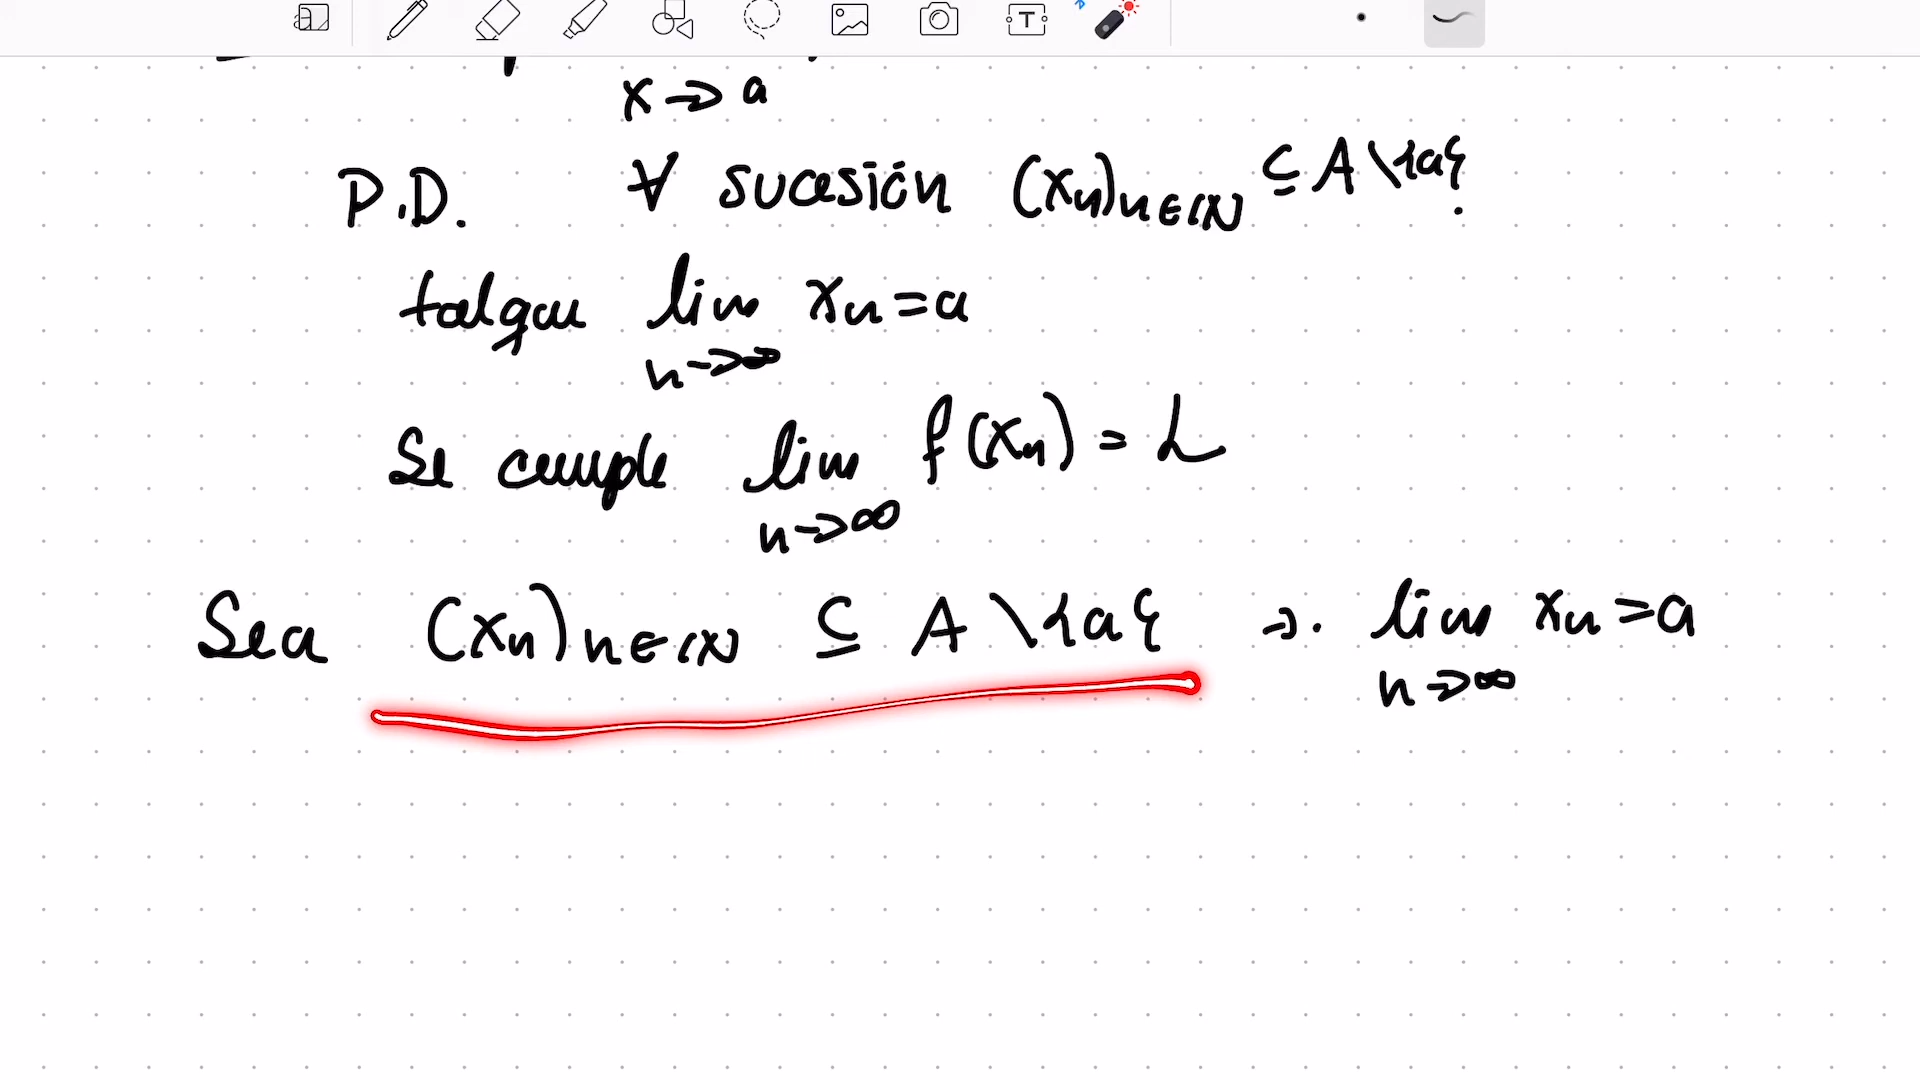 x → a
P.D. ∀ sucesión (xn)n∈ℕ ⊆ A \ {a}.
talque lim xn = a
n→∞
Se cumple lim f(xn) = L
n→∞
Sea (xn)n∈ℕ ⊆ A \ {a} ∋. lim xn = a
n→∞